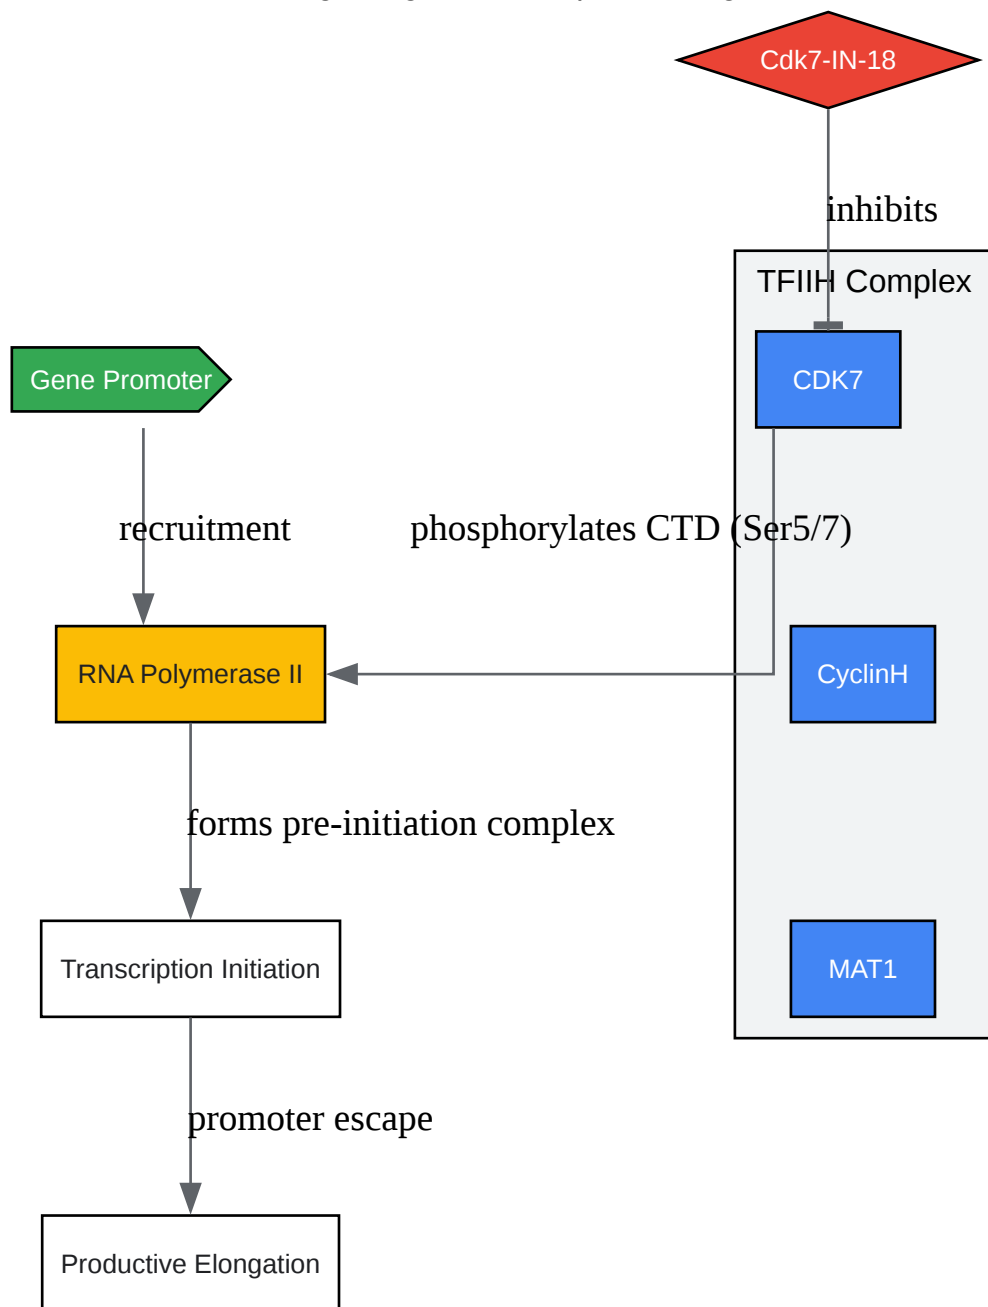 Cdk7-IN-18
inhibits
TFIIH Complex
Gene Promoter
CDK7
recruitment
phosphorylates CTD (Ser5/7)
RNA Polymerase II
CyclinH
forms pre-initiation complex
Transcription Initiation
MAT1
promoter escape
Productive Elongation